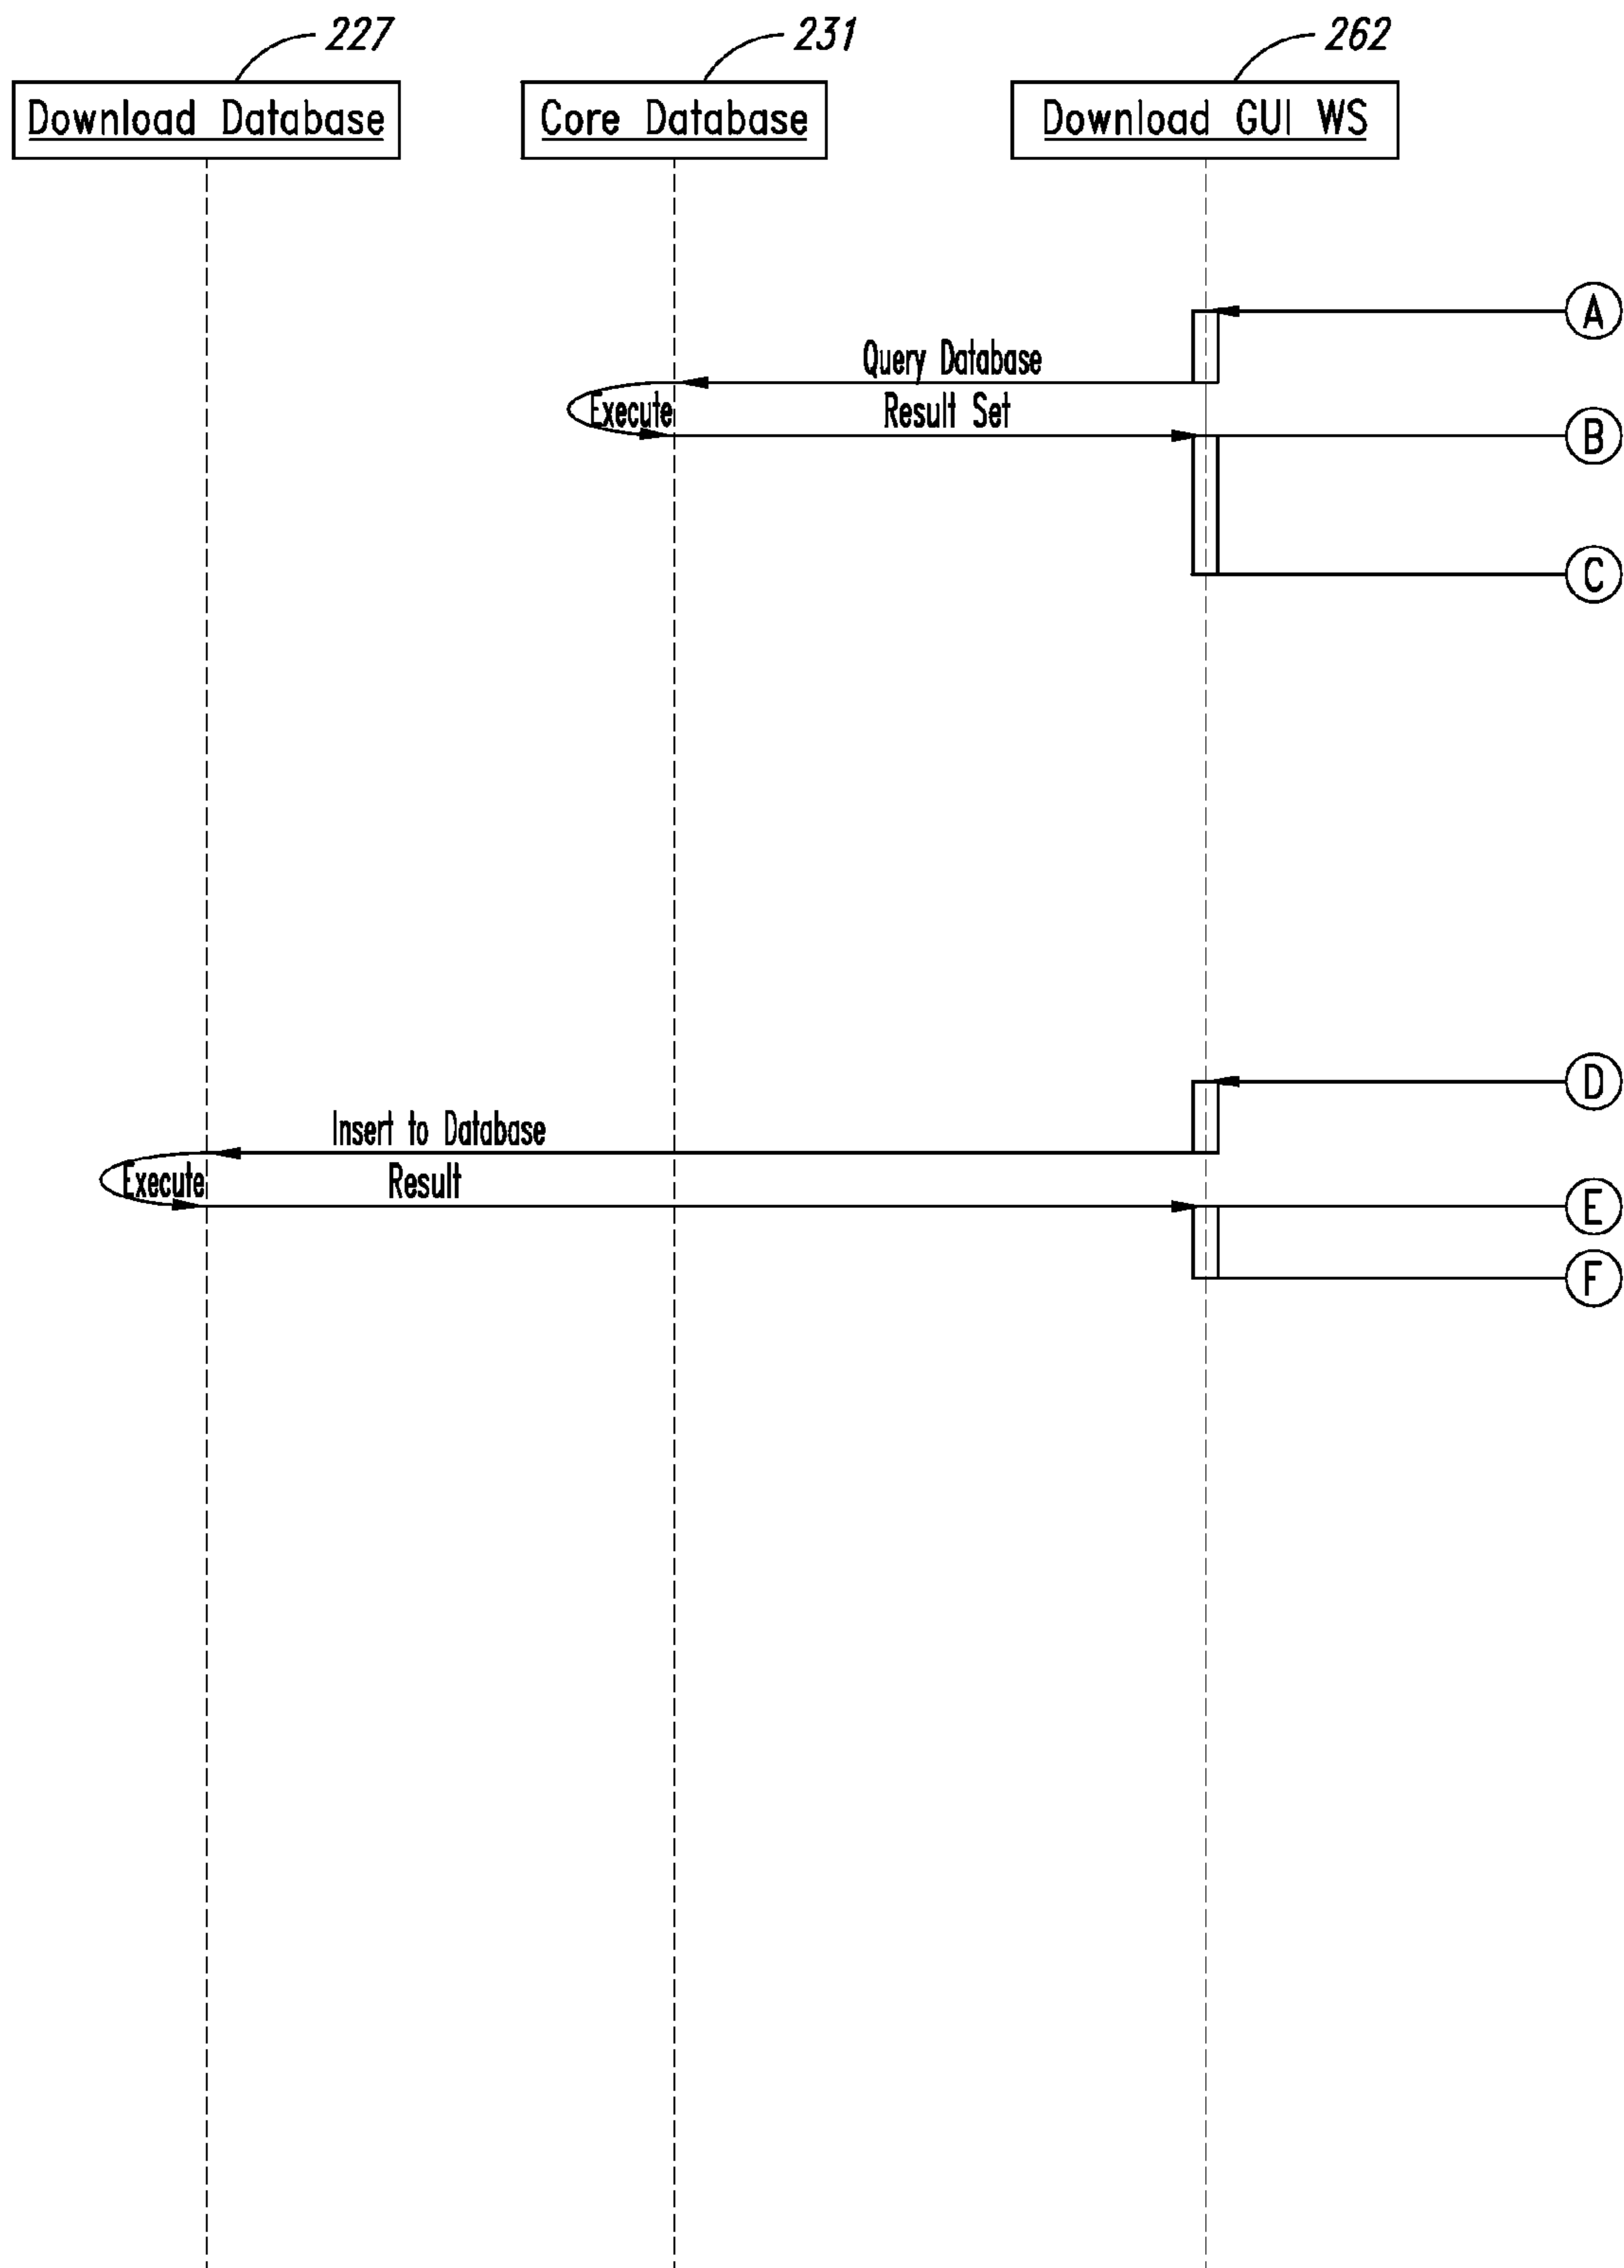 227
231
262
Download Database
Core Database
Download GUI WS
A
Query Database
Execute
Result Set
B
C
D
Insert to Database
Execute
Result
E
F